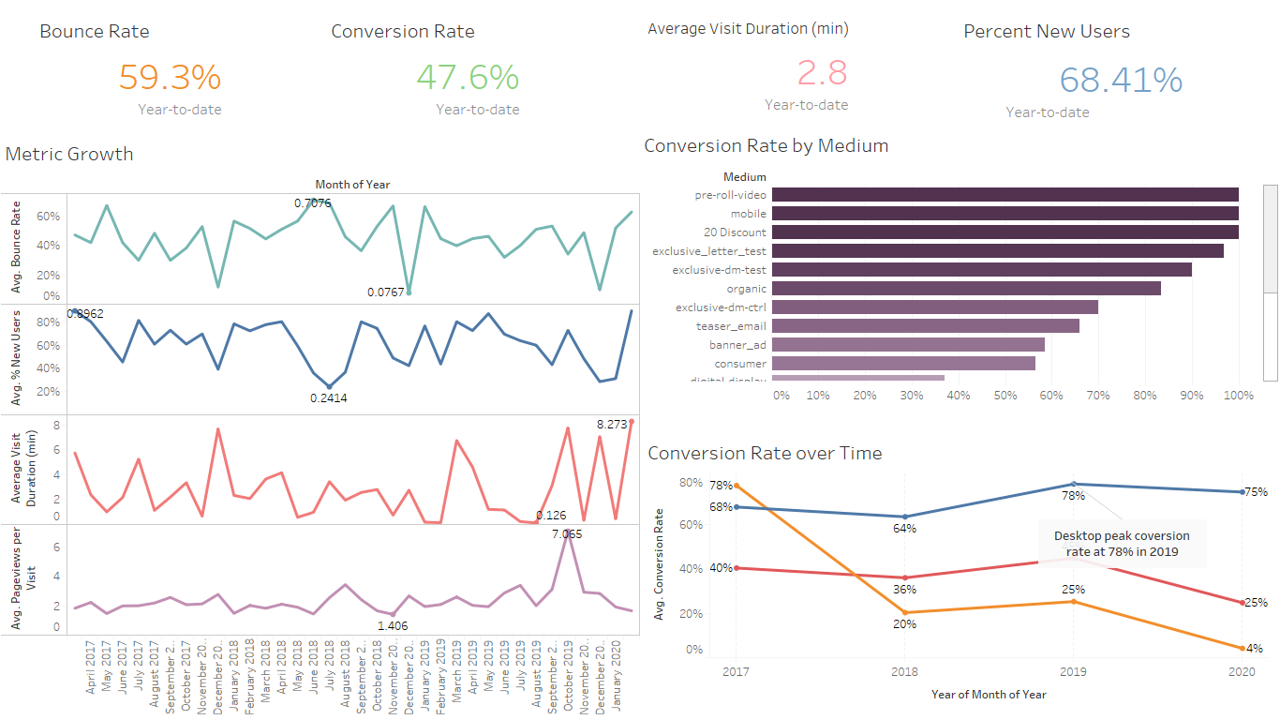 Bounce Rate
59.3%
Year-to-date
Conversion Rate
47.6%
Year-to-date
Average Visit Duration (min)
2.8
Year-to-date
Percent New Users
68.41%
Year-to-date
Metric Growth
Month of Year
Avg. Bounce Rate
60%
40%
20%
0%
0.7076
0.0767
Avg. % New Users
80%
60%
40%
20%
0.8962
0.2414
Average Visit
Duration (min)
8
6
4
2
0
8.273
0.126
Avg. Pageviews per
Visit
6
4
2
0
7.065
1.406
April 2017
May 2017
June 2017
July 2017
August 2017
September 2..
October 2017
November 20..
December 20..
January 2018
February 2018
March 2018
April 2018
May 2018
June 2018
July 2018
August 2018
September 2..
October 2018
November 20..
December 20..
January 2019
February 2019
March 2019
April 2019
May 2019
June 2019
July 2019
August 2019
September 2..
October 2019
November 20..
December 20..
January 2020
Conversion Rate by Medium
Medium
pre-roll-video
mobile
20 Discount
exclusive_letter_test
exclusive-dm-test
organic
exclusive-dm-ctrl
teaser_email
banner_ad
consumer
digital-display
0% 10% 20% 30% 40% 50% 60% 70% 80% 90% 100%
Conversion Rate over Time
Avg. Conversion Rate
80%
60%
40%
20%
0%
78%
68%
40%
64%
36%
20%
78%
25%
75%
25%
4%
Desktop peak coversion
rate at 78% in 2019
2017 2018 2019 2020
Year of Month of Year